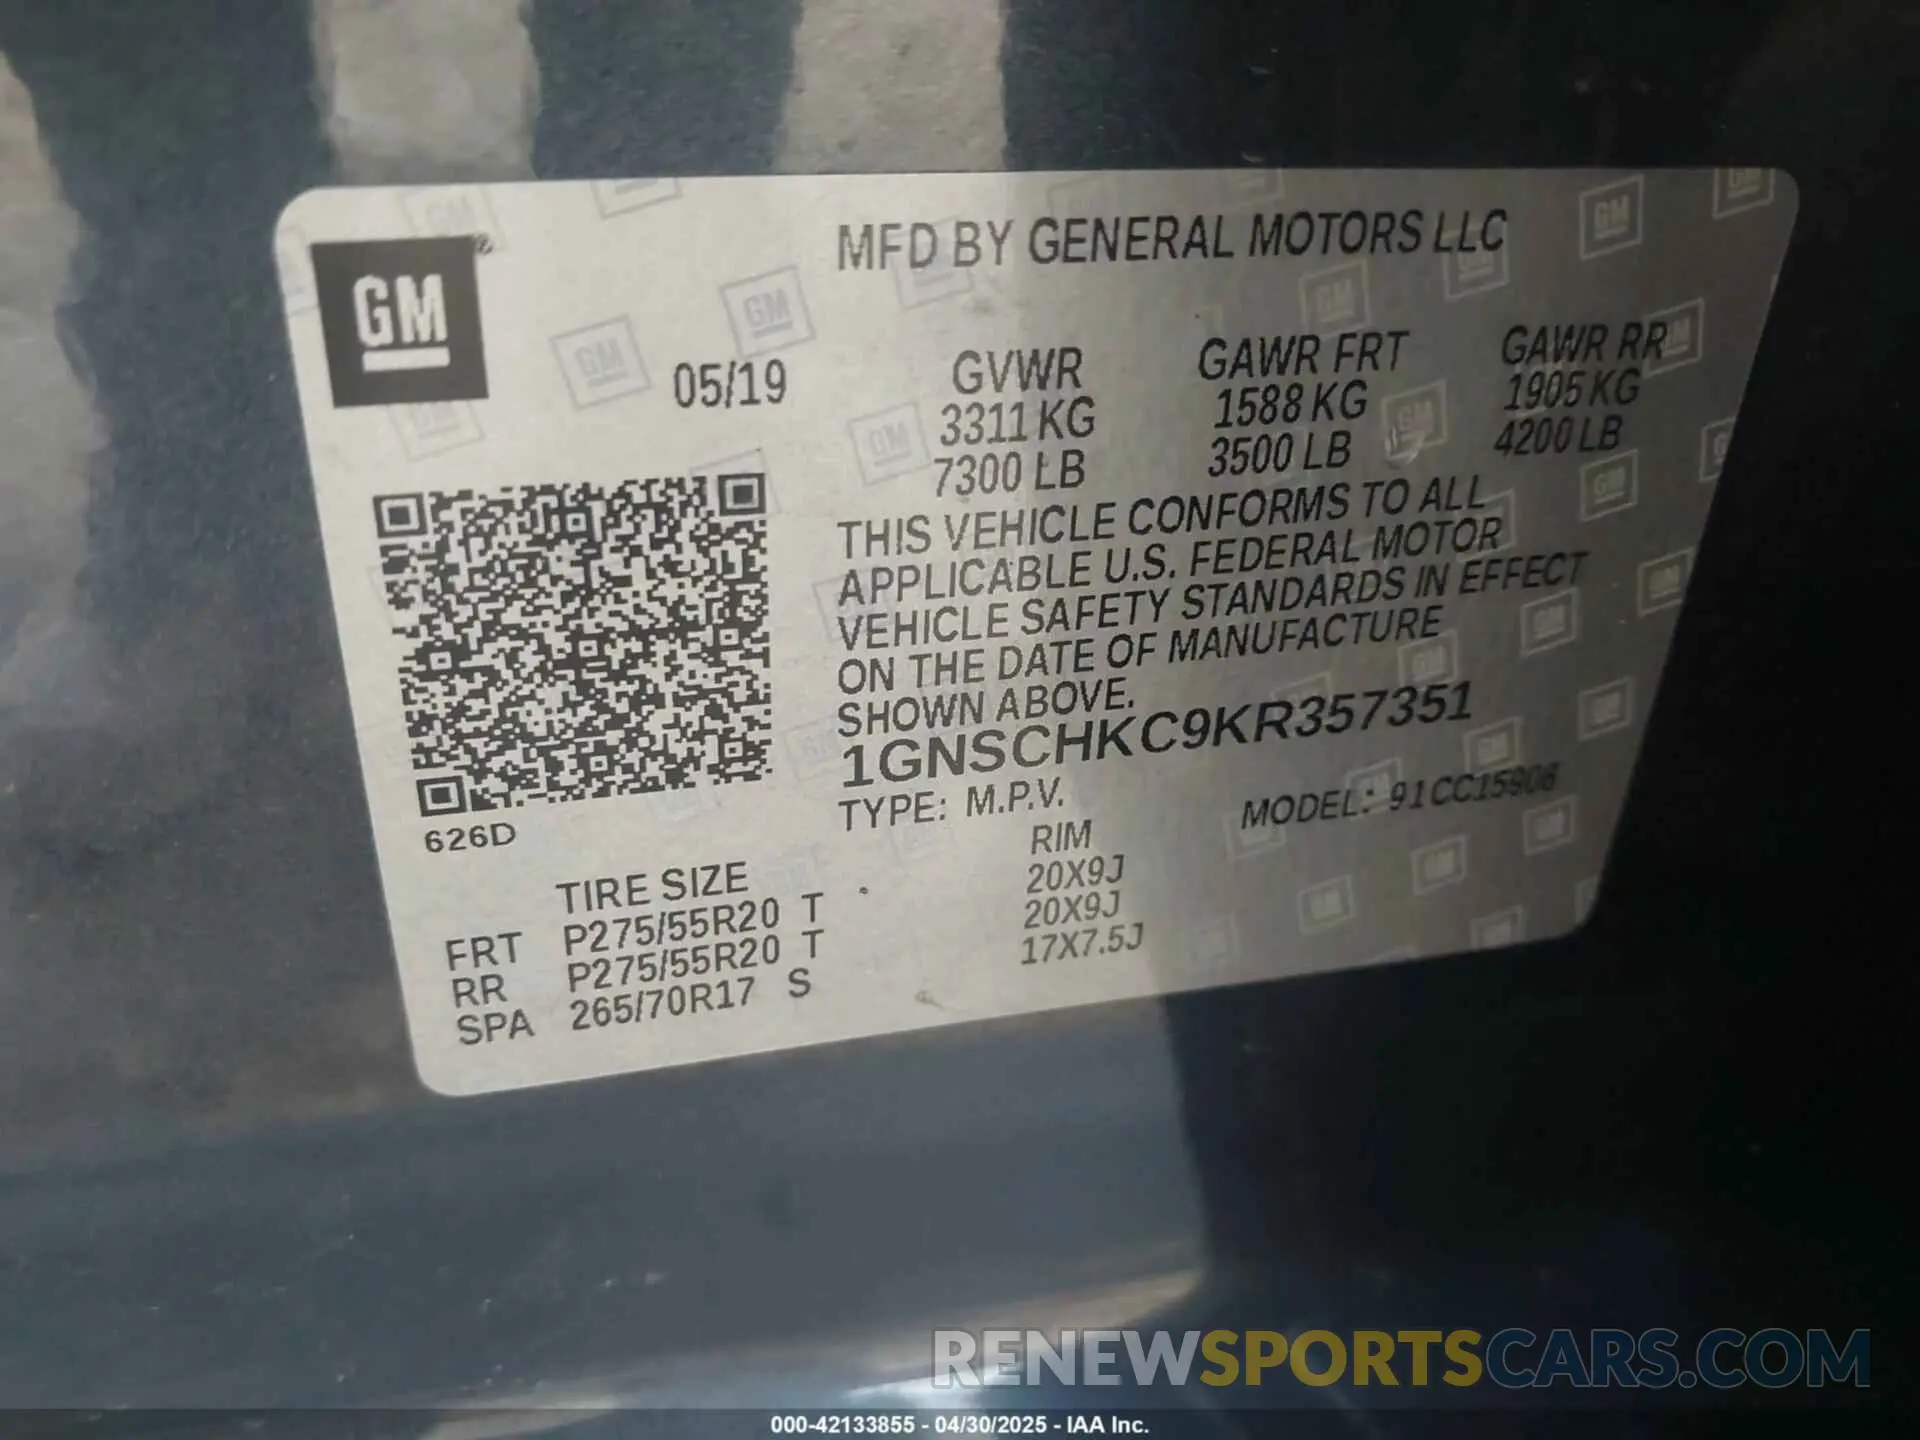 GM
MFD BY GENERAL MOTORS LLC
05/19
GVWR GAWR FRT GAWR RR
3311 KG 1588 KG 1905 KG
7300 LB 3500 LB 4200 LB
THIS VEHICLE CONFORMS TO ALL
APPLICABLE U.S. FEDERAL MOTOR
VEHICLE SAFETY STANDARDS IN EFFECT
ON THE DATE OF MANUFACTURE
SHOWN ABOVE.
1GNSCHKC9KR357351
TYPE: M.P.V. MODEL: 91CC15906
626D
TIRE SIZE RIM
FRT P275/55R20 T 20X9J
RR P275/55R20 T 20X9J
SPA 265/70R17 S 17X7.5J
RENEWSPORTSCARS.COM
000-42133855 - 04/30/2025 - IAA Inc.